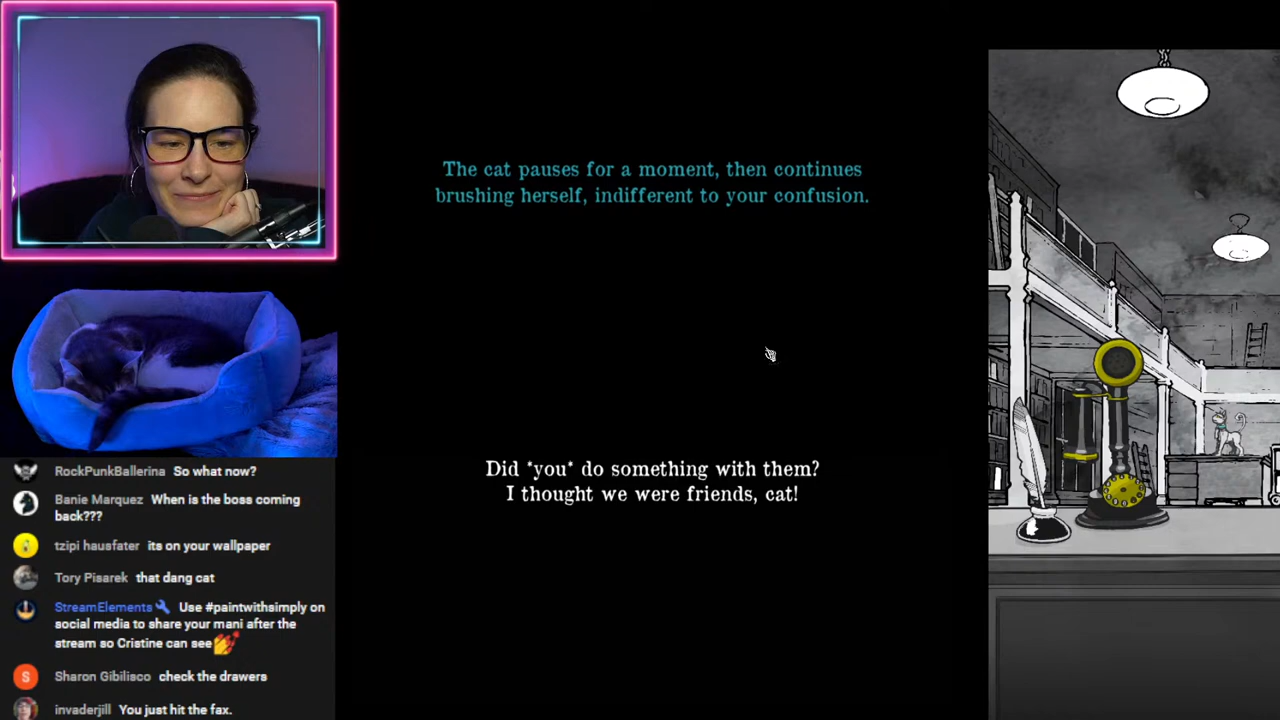 The cat pauses for a moment, then continues
brushing herself, indifferent to your confusion.
Did *you* do something with them?
I thought we were friends, cat!
RockPunkBallerina So what now?
Banie Marquez When is the boss coming
back???
tzipi hausfater its on your wallpaper
Tory Pisarek that dang cat
StreamElements Use #paintwithsimply on
social media to share your mani after the
stream so Cristine can see
S Sharon Gibilisco check the drawers
invaderjill You just hit the fax.